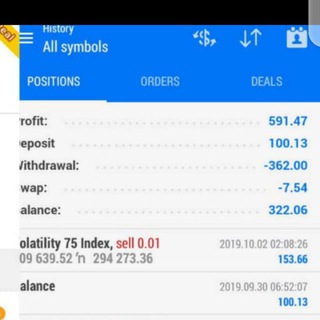 eal
History
All symbols
POSITIONS
ORDERS
DEALS
rofit: 591.47
eposit 100.13
ithdrawal: -362.00
wap: -7.54
alance: 322.06
olatility 75 Index, sell 0.01 2019.10.02 02:08:26
09 639.52 294 273.36 153.66
alance 2019.09.30 06:52:07
100.13